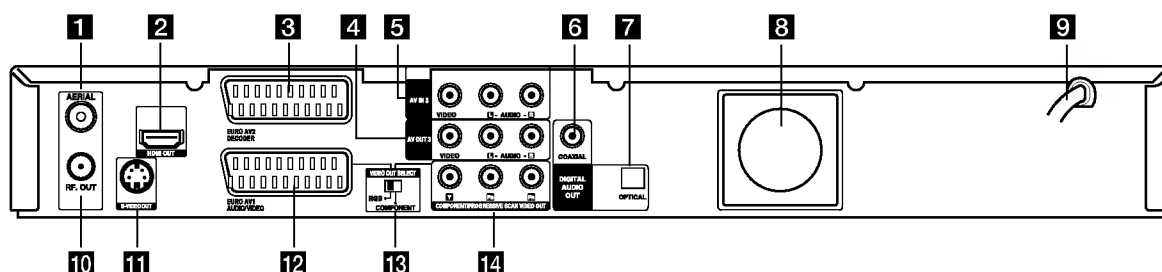 1
2
3
4
5
6
7
8
9
AERIAL
HDMI OUT
RF. OUT
S-VIDEO OUT
EURO AV2
DECODER
EURO AV1
AUDIO/VIDEO
AV IN 3
VIDEO
L - AUDIO - R
AV OUT 3
VIDEO
L - AUDIO - R
COAXIAL
VIDEO OUT SELECT
RGB
COMPONENT
Y
COMPONENT/PROGRESSIVE SCAN VIDEO OUT
DIGITAL
AUDIO
OUT
OPTICAL
10
11
12
13
14